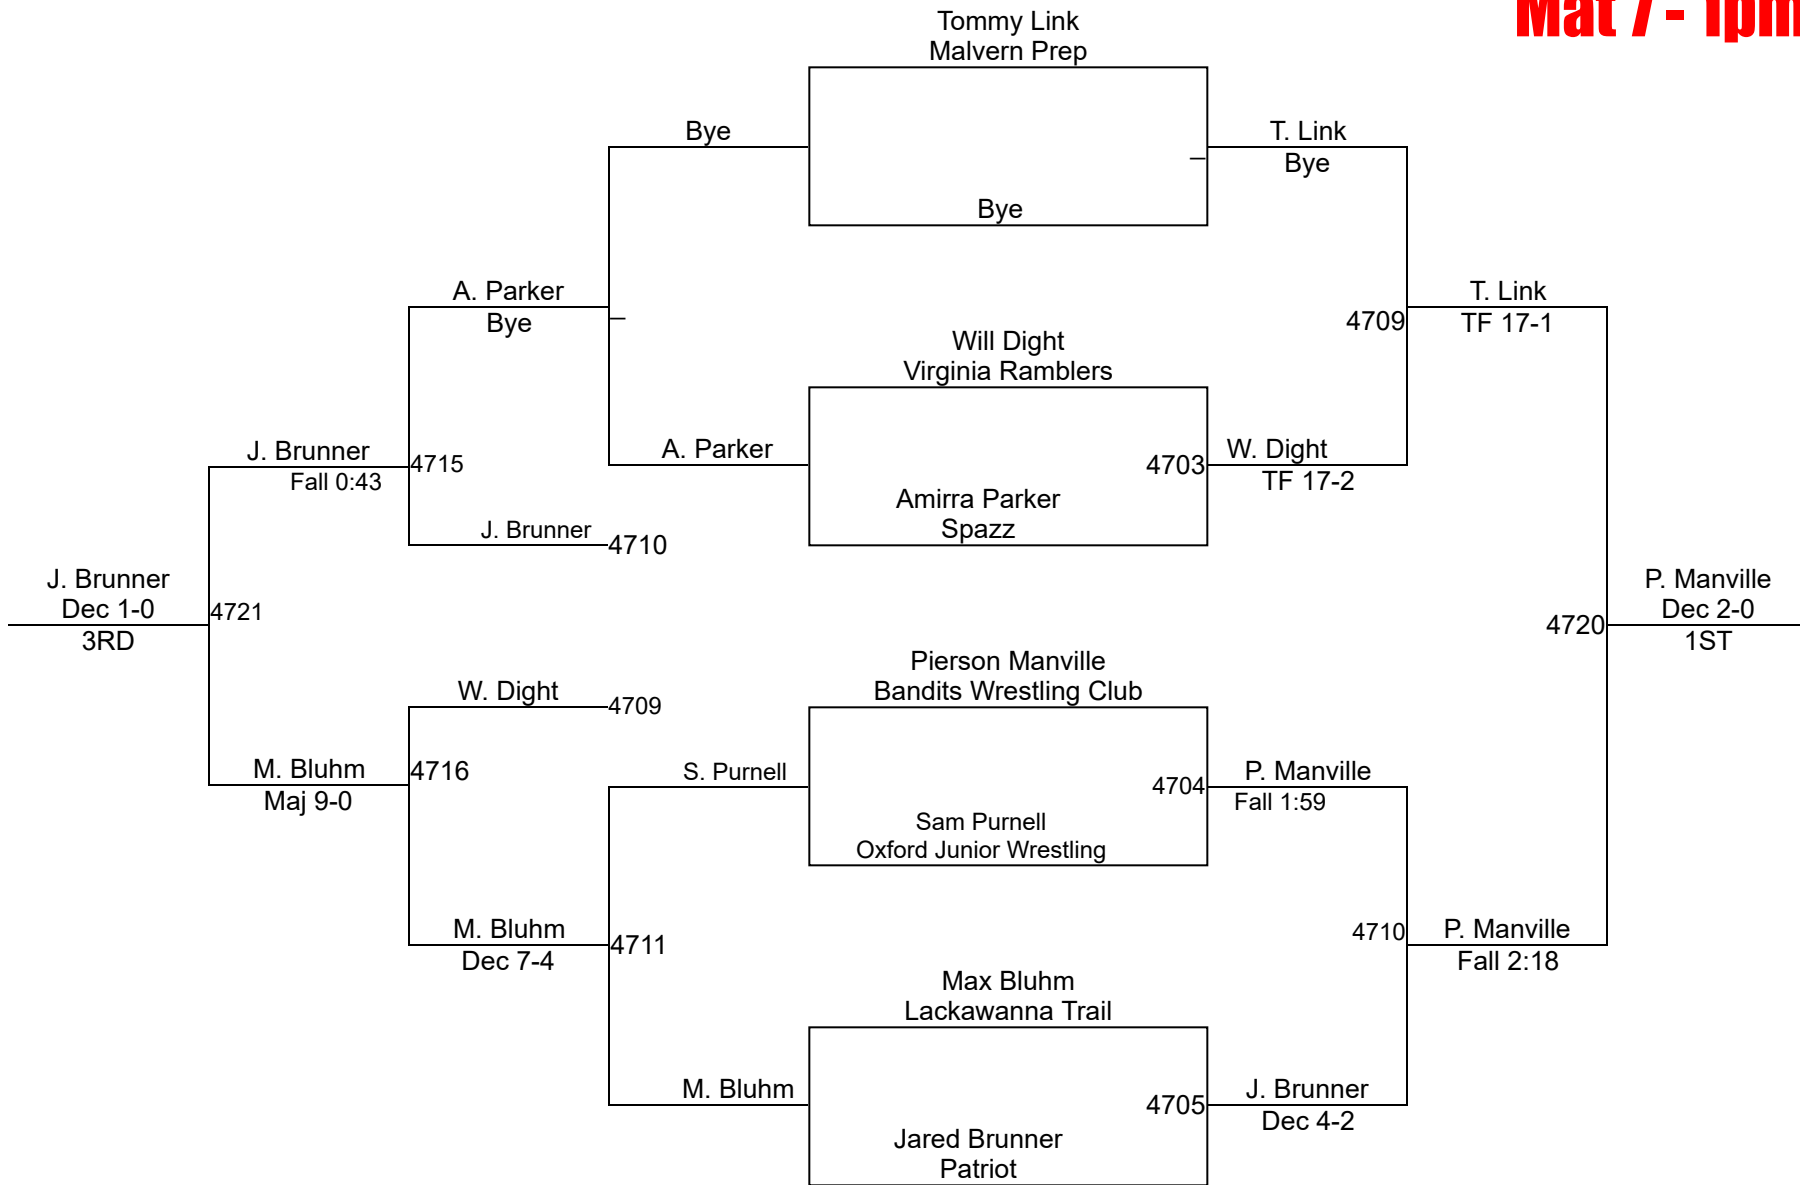 Mat 7 - 1pm
Tommy Link
Malvern Prep
Bye
T. Link
Bye
Bye
A. Parker
Bye
T. Link
TF 17-1
4709
Will Dight
Virginia Ramblers
J. Brunner
Fall 0:43
4715
A. Parker
4703
W. Dight
TF 17-2
Amirra Parker
Spazz
J. Brunner
4710
J. Brunner
Dec 1-0
3RD
4721
4720
P. Manville
Dec 2-0
1ST
Pierson Manville
Bandits Wrestling Club
W. Dight
4709
M. Bluhm
Maj 9-0
4716
S. Purnell
4704
P. Manville
Fall 1:59
Sam Purnell
Oxford Junior Wrestling
M. Bluhm
Dec 7-4
4711
4710
P. Manville
Fall 2:18
Max Bluhm
Lackawanna Trail
M. Bluhm
4705
J. Brunner
Dec 4-2
Jared Brunner
Patriot